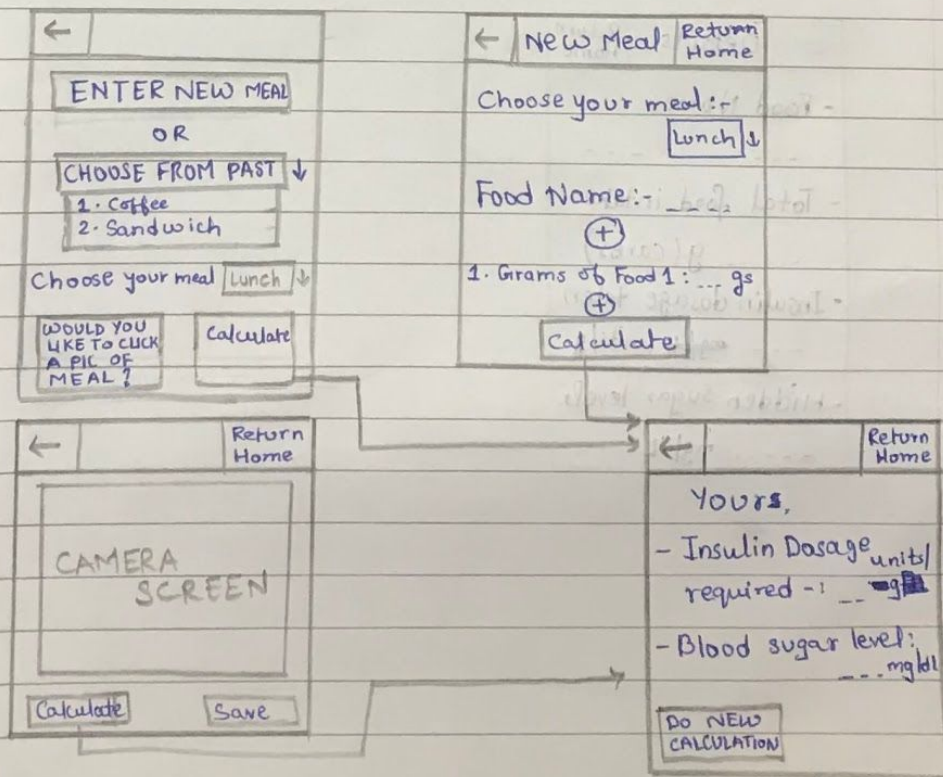 ←
ENTER NEW MEAL
OR
CHOOSE FROM PAST ↓
1. Coffee
2. Sandwich
Choose your meal Lunch ↓
WOULD YOU
LIKE TO CLICK
A PIC OF
MEAL?
Calculate
← New Meal Return
Home
Choose your meal :-
Lunch ↓
Food Name:- _ _ _ _
+
1. Grams of Food 1: _ _ _ gs
+
Calculate
← Return
Home
CAMERA
SCREEN
Calculate Save
← Return
Home
Yours,
- Insulin Dosage units/
required -: _ _
- Blood sugar level:
_ _ _ mg/dl
DO NEW
CALCULATION